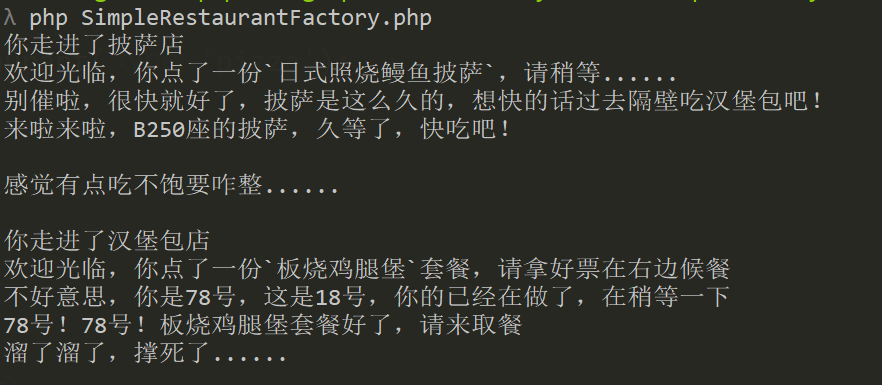 λ php SimpleRestaurantFactory.php
你走进了披萨店
欢迎光临，你点了一份`日式照烧鳗鱼披萨`，请稍等......
别催啦，很快就好了，披萨是这么久的，想快的话过去隔壁吃汉堡包吧！
来啦来啦，B250座的披萨，久等了，快吃吧！
感觉有点吃不饱要咋整......
你走进了汉堡包店
欢迎光临，你点了一份`板烧鸡腿堡`套餐，请拿好票在右边候餐
不好意思，你是78号，这是18号，你的已经在做了，在稍等一下
78号！78号！板烧鸡腿堡套餐好了，请来取餐
溜了溜了，撑死了......